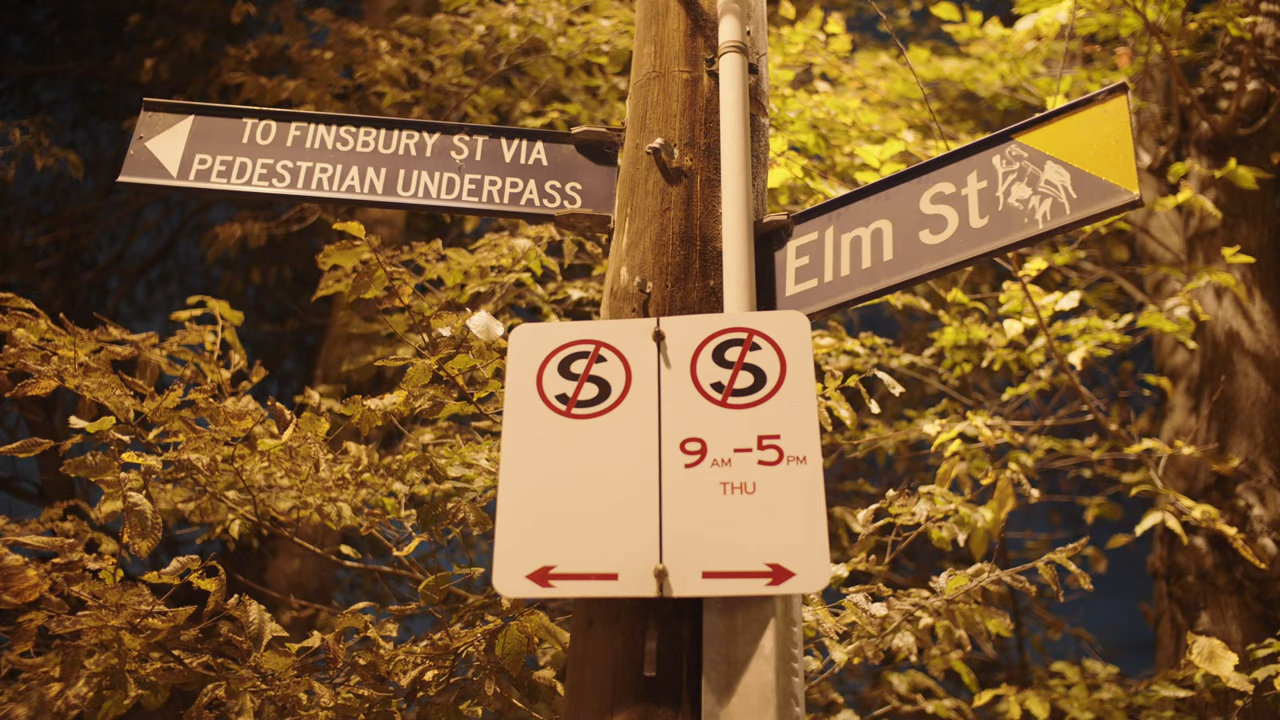 TO FINSBURY ST VIA
PEDESTRIAN UNDERPASS
Elm St
S
S
9AM-5PM
THU